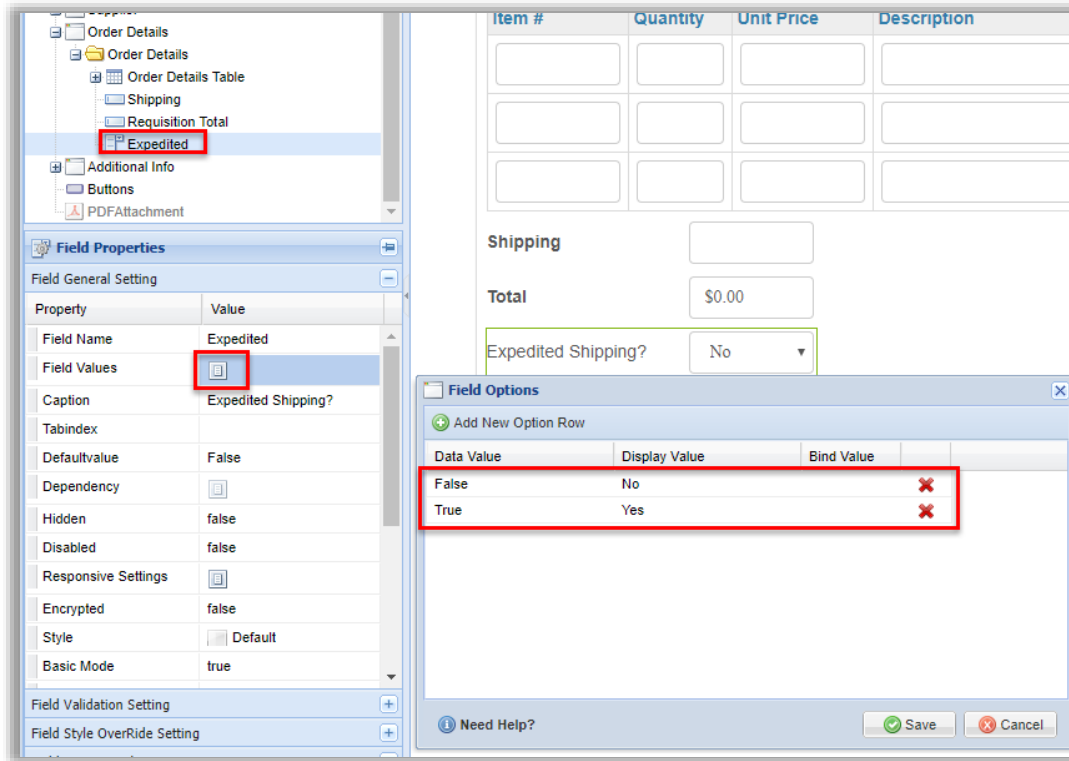 Supplier
Order Details
Order Details
Order Details Table
Shipping
Requisition Total
Expedited
Additional Info
Buttons
PDFAttachment
Field Properties
Field General Setting
Property Value
Field Name Expedited
Field Values
Caption Expedited Shipping?
Tabindex
Defaultvalue False
Dependency
Hidden false
Disabled false
Responsive Settings
Encrypted false
Style Default
Basic Mode true
Field Validation Setting
Field Style OverRide Setting
Item # Quantity Unit Price Description
Shipping
Total $0.00
Expedited Shipping? No
Field Options
Add New Option Row
Data Value Display Value Bind Value
False No
True Yes
Need Help? Save Cancel